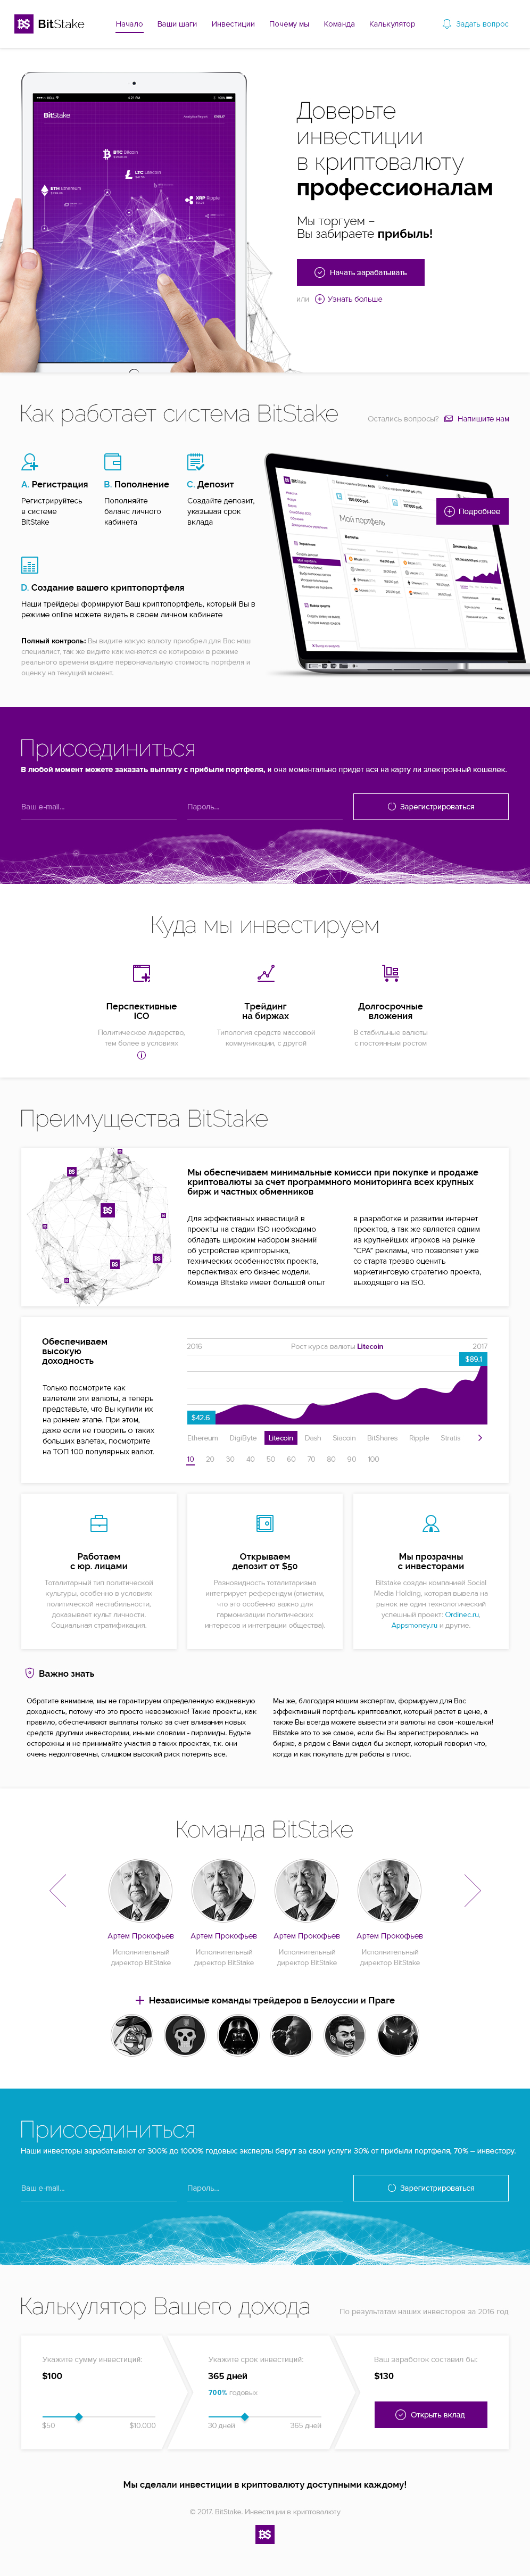 BitStake
Начало Ваши шаги Инвестиции Почему мы Команда Калькулятор Задать вопрос
BitStake
BTC Bitcoin
LTC Litecoin
ETH Ethereum
XRP Ripple
Доверьте
инвестиции
в криптовалюту
профессионалам
Мы торгуем –
Вы забираете прибыль!
Начать зарабатывать
или Узнать больше
Как работает система BitStake
Остались вопросы? Напишите нам
A. Регистрация
Регистрируйтесь
в системе
BitStake
B. Пополнение
Пополняйте
баланс личного
кабинета
C. Депозит
Создайте депозит,
указывая срок
вклада
D. Создание вашего криптопортфеля
Наши трейдеры формируют Ваш криптопортфель, который Вы в
режиме online можете видеть в своем личном кабинете
Полный контроль: Вы видите какую валюту приобрел для Вас наш
специалист, так же видите как меняется ее котировки в режиме
реального времени видите первоначальную стоимость портфеля и
оценку на текущий момент.
Мой портфель
Подробнее
Присоединиться
В любой момент можете заказать выплату с прибыли портфеля, и она моментально придет вся на карту ли электронный кошелек.
Ваш e-mail... Пароль... Зарегистрироваться
Куда мы инвестируем
Перспективные
ICO
Политическое лидерство,
тем более в условиях
Трейдинг
на биржах
Типология средств массовой
коммуникации, с другой
Долгосрочные
вложения
В стабильные валюты
с постоянным ростом
Преимущества BitStake
Мы обеспечиваем минимальные комисси при покупке и продаже
криптовалюты за счет программного мониторинга всех крупных
бирж и частных обменников
Для эффективных инвестиций в
проекты на стадии ISO необходимо
обладать широким набором знаний
об устройстве крипторынка,
технических особенностях проекта,
перспективах его бизнес модели.
Команда Bitstake имеет большой опыт
в разработке и развитии интернет
проектов, а так же является одним
из крупнейших игроков на рынке
"CPA" рекламы, что позволяет уже
со старта трезво оценить
маркетинговую стратегию проекта,
выходящего на ISO.
Обеспечиваем
высокую
доходность
Только посмотрите как
взлетели эти валюты, а теперь
представьте, что Вы купили их
на раннем этапе. При этом,
даже если не говорить о таких
больших взлетах, посмотрите
на ТОП 100 популярных валют.
2016 Рост курса валюты Litecoin 2017
$89.1
$42.6
Ethereum DigiByte Litecoin Dash Siacoin BitShares Ripple Stratis
10 20 30 40 50 60 70 80 90 100
Работаем
с юр. лицами
Тоталитарный тип политической
культуры, особенно в условиях
политической нестабильности,
доказывает культ личности.
Социальная стратификация.
Открываем
депозит от $50
Разновидность тоталитаризма
интегрирует референдум (отметим,
что это особенно важно для
гармонизации политических
интересов и интеграции общества).
Мы прозрачны
с инвесторами
Bitstake создан компанией Social
Media Holding, которая вывела на
рынок не один технологический
успешный проект: Ordinec.ru,
Appsmoney.ru и другие.
Важно знать
Обратите внимание, мы не гарантируем определенную ежедневную
доходность, потому что это просто невозможно! Такие проекты, как
правило, обеспечивают выплаты только за счет вливания новых
средств другими инвесторами, иными словами - пирамиды. Будьте
осторожны и не принимайте участия в таких проектах, т.к. они
очень недолговечны, слишком высокий риск потерять все.
Мы же, благодаря нашим экспертам, формируем для Вас
эффективный портфель криптовалют, который растет в цене, а
также Вы всегда можете вывести эти валюты на свои -кошельки!
Bitstake это то же самое, если бы Вы зарегистрировались на
бирже, а рядом с Вами сидел бы эксперт, который говорил что,
когда и как покупать для работы в плюс.
Команда BitStake
Артем Прокофьев Артем Прокофьев Артем Прокофьев Артем Прокофьев
Исполнительный Исполнительный Исполнительный Исполнительный
директор BitStake директор BitStake директор BitStake директор BitStake
Независимые команды трейдеров в Белоуссии и Праге
Присоединиться
Наши инвесторы зарабатывают от 300% до 1000% годовых: эксперты берут за свои услуги 30% от прибыли портфеля, 70% – инвестору.
Ваш e-mail... Пароль... Зарегистрироваться
Калькулятор Вашего дохода
По результатам наших инвесторов за 2016 год
Укажите сумму инвестиций:
$100
$50 $10.000
Укажите срок инвестиций:
365 дней
700% годовых
30 дней 365 дней
Ваш заработок составил бы:
$130
Открыть вклад
Мы сделали инвестиции в криптовалюту доступными каждому!
© 2017. BitStake. Инвестиции в криптовалюту